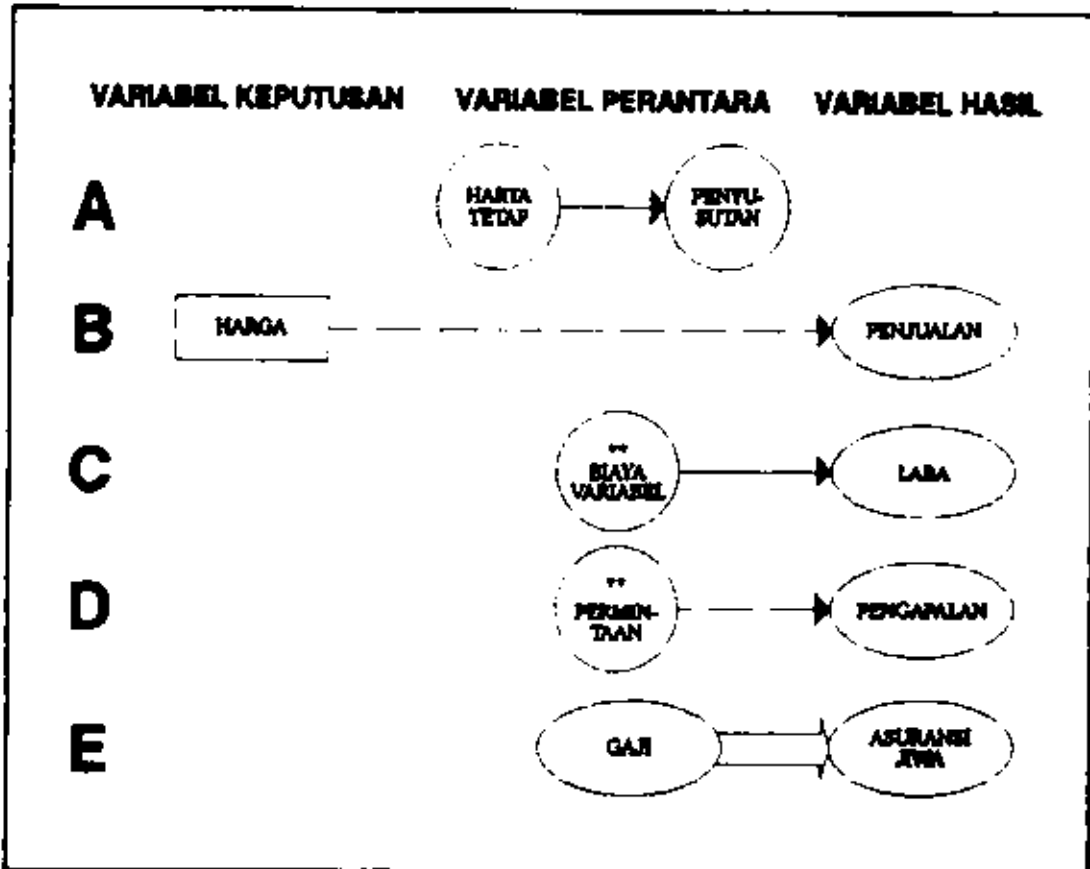 VARIABEL KEPUTUSAN VARIABEL PERANTARA VARIABEL HASIL
A
HARTA
TETAP
PENYU-
SUTAN
B
HARGA
PENJUALAN
C
**
BIAYA
VARIABEL
LABA
D
**
PERMIN-
TAAN
PENGAPALAN
E
GAJI
ASURANSI
JIWA